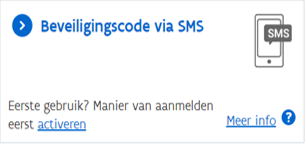 Beveiligingscode via SMS
SMS
Eerste gebruik? Manier van aanmelden
eerst activeren
Meer info ?